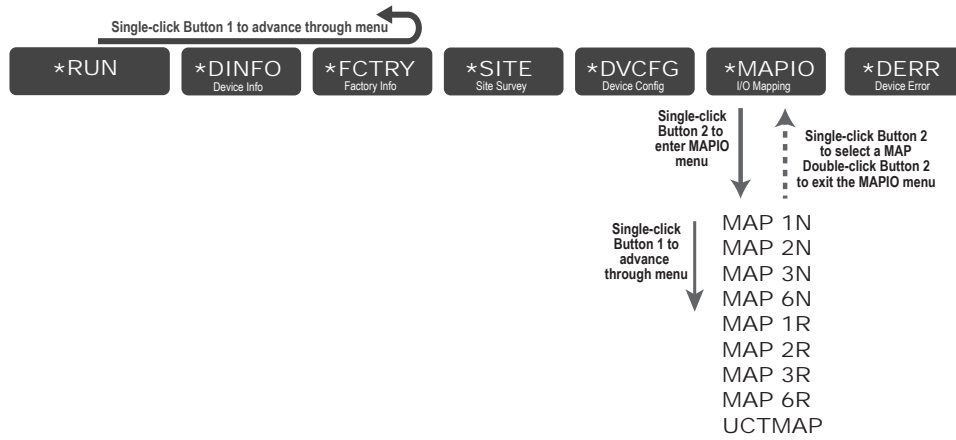 Single-click Button 1 to advance through menu
*RUN
*DINFO
Device Info
*FCTRY
Factory Info
*SITE
Site Survey
*DVCFG
Device Config
*MAPIO
I/O Mapping
*DERR
Device Error
Single-click
Button 2 to
enter MAPIO
menu
Single-click Button 2
to select a MAP
Double-click Button 2
to exit the MAPIO menu
Single-click
Button 1 to
advance
through menu
MAP 1N
MAP 2N
MAP 3N
MAP 6N
MAP 1R
MAP 2R
MAP 3R
MAP 6R
UCTMAP